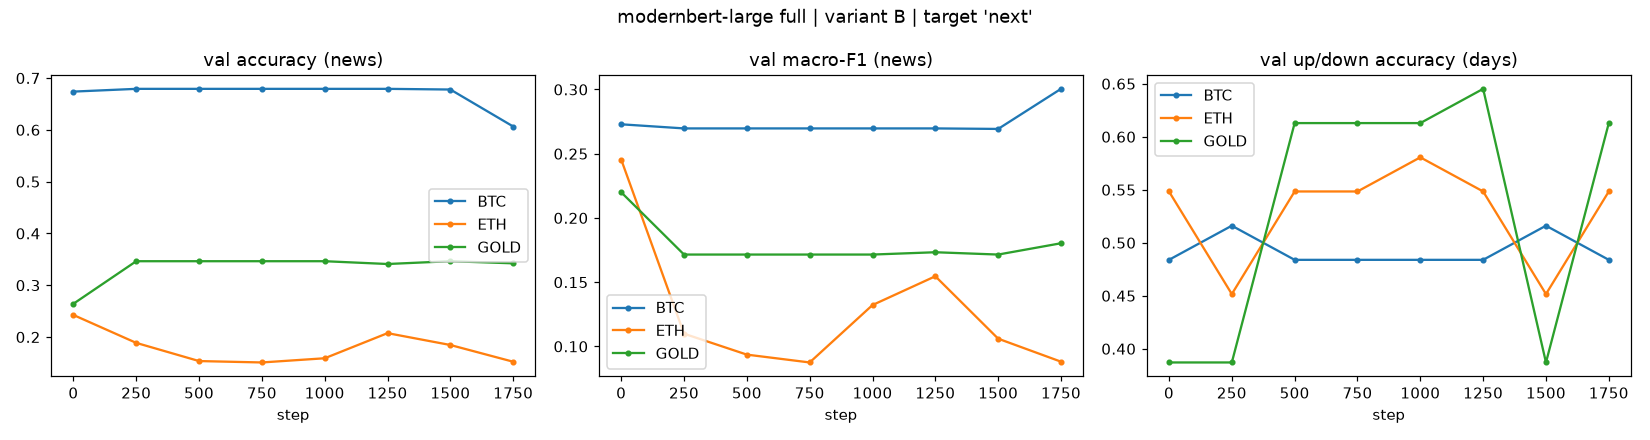 modernbert-large full | variant B | target 'next'
val accuracy (news)
0.7
0.6
0.5
0.4
0.3
0.2
BTC
ETH
GOLD
0 250 500 750 1000 1250 1500 1750
step
val macro-F1 (news)
0.30
0.25
0.20
0.15
0.10
BTC
ETH
GOLD
0 250 500 750 1000 1250 1500 1750
step
val up/down accuracy (days)
0.65
0.60
0.55
0.50
0.45
0.40
BTC
ETH
GOLD
0 250 500 750 1000 1250 1500 1750
step